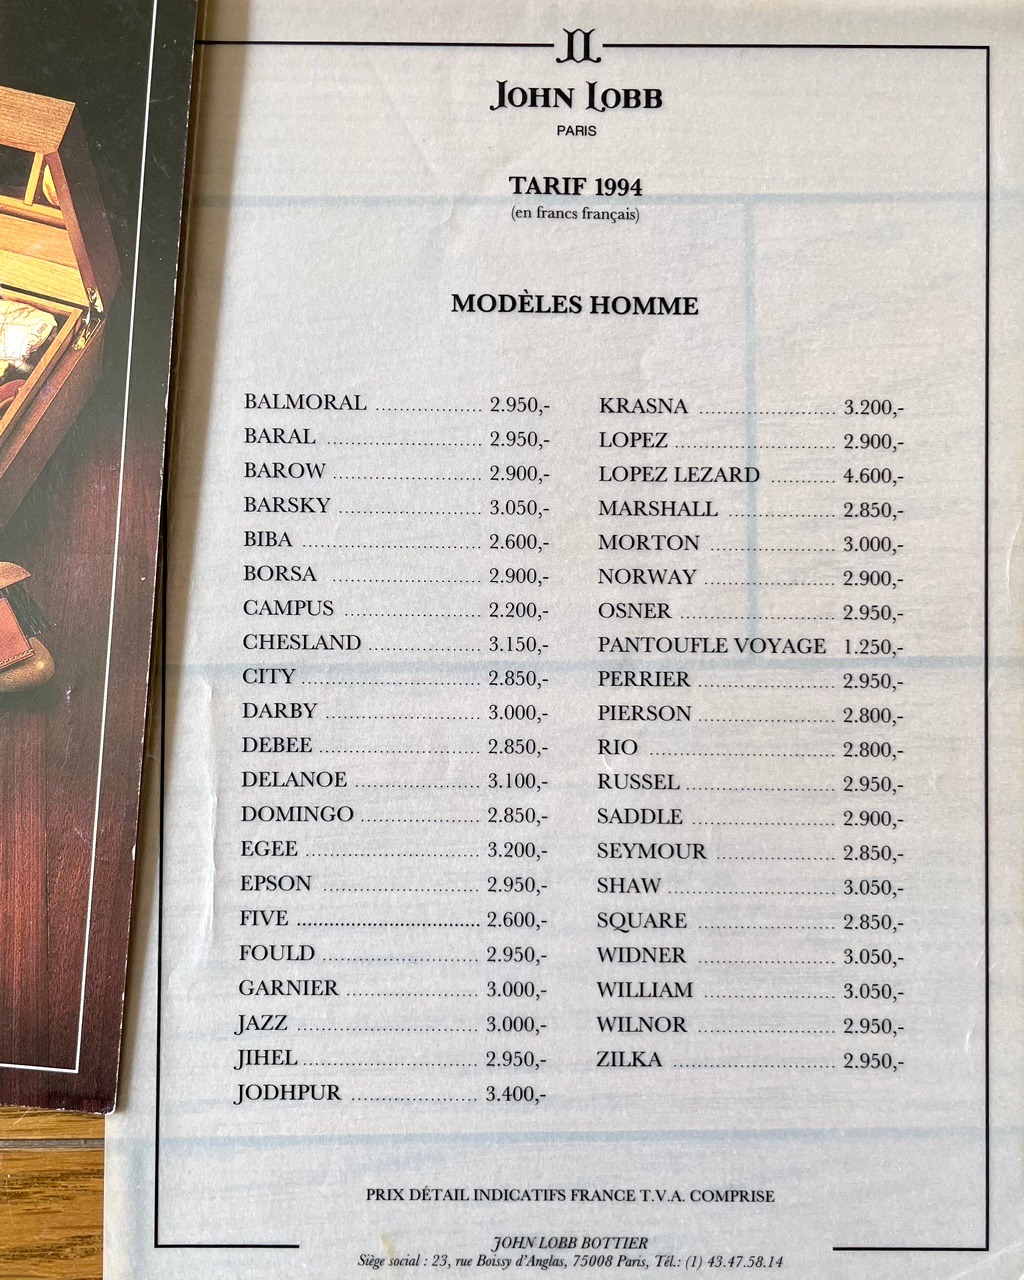 JOHN LOBB
PARIS
TARIF 1994
(en francs français)
MODÈLES HOMME
BALMORAL .................. 2.950,-
BARAL .......................... 2.950,-
BAROW ......................... 2.900,-
BARSKY ........................ 3.050,-
BIBA .............................. 2.600,-
BORSA ......................... 2.900,-
CAMPUS ....................... 2.200,-
CHESLAND ................... 3.150,-
CITY .............................. 2.850,-
DARBY .......................... 3.000,-
DEBEE ........................... 2.850,-
DELANOE ..................... 3.100,-
DOMINGO .................... 2.850,-
EGEE ............................. 3.200,-
EPSON ........................... 2.950,-
FIVE ............................... 2.600,-
FOULD .......................... 2.950,-
GARNIER ...................... 3.000,-
JAZZ .............................. 3.000,-
JIHEL ............................. 2.950,-
JODHPUR ..................... 3.400,-
KRASNA ....................... 3.200,-
LOPEZ ........................... 2.900,-
LOPEZ LEZARD ........... 4.600,-
MARSHALL .................. 2.850,-
MORTON ..................... 3.000,-
NORWAY ...................... 2.900,-
OSNER .......................... 2.950,-
PANTOUFLE VOYAGE 1.250,-
PERRIER ....................... 2.950,-
PIERSON ....................... 2.800,-
RIO ............................... 2.800,-
RUSSEL ......................... 2.950,-
SADDLE ........................ 2.900,-
SEYMOUR .................... 2.850,-
SHAW ............................ 3.050,-
SQUARE ....................... 2.850,-
WIDNER ....................... 3.050,-
WILLIAM ...................... 3.050,-
WILNOR ....................... 2.950,-
ZILKA ........................... 2.950,-
PRIX DÉTAIL INDICATIFS FRANCE T.V.A. COMPRISE
JOHN LOBB BOTTIER
Siège social : 23, rue Boissy d'Anglas, 75008 Paris, Tél.: (1) 43.47.58.14